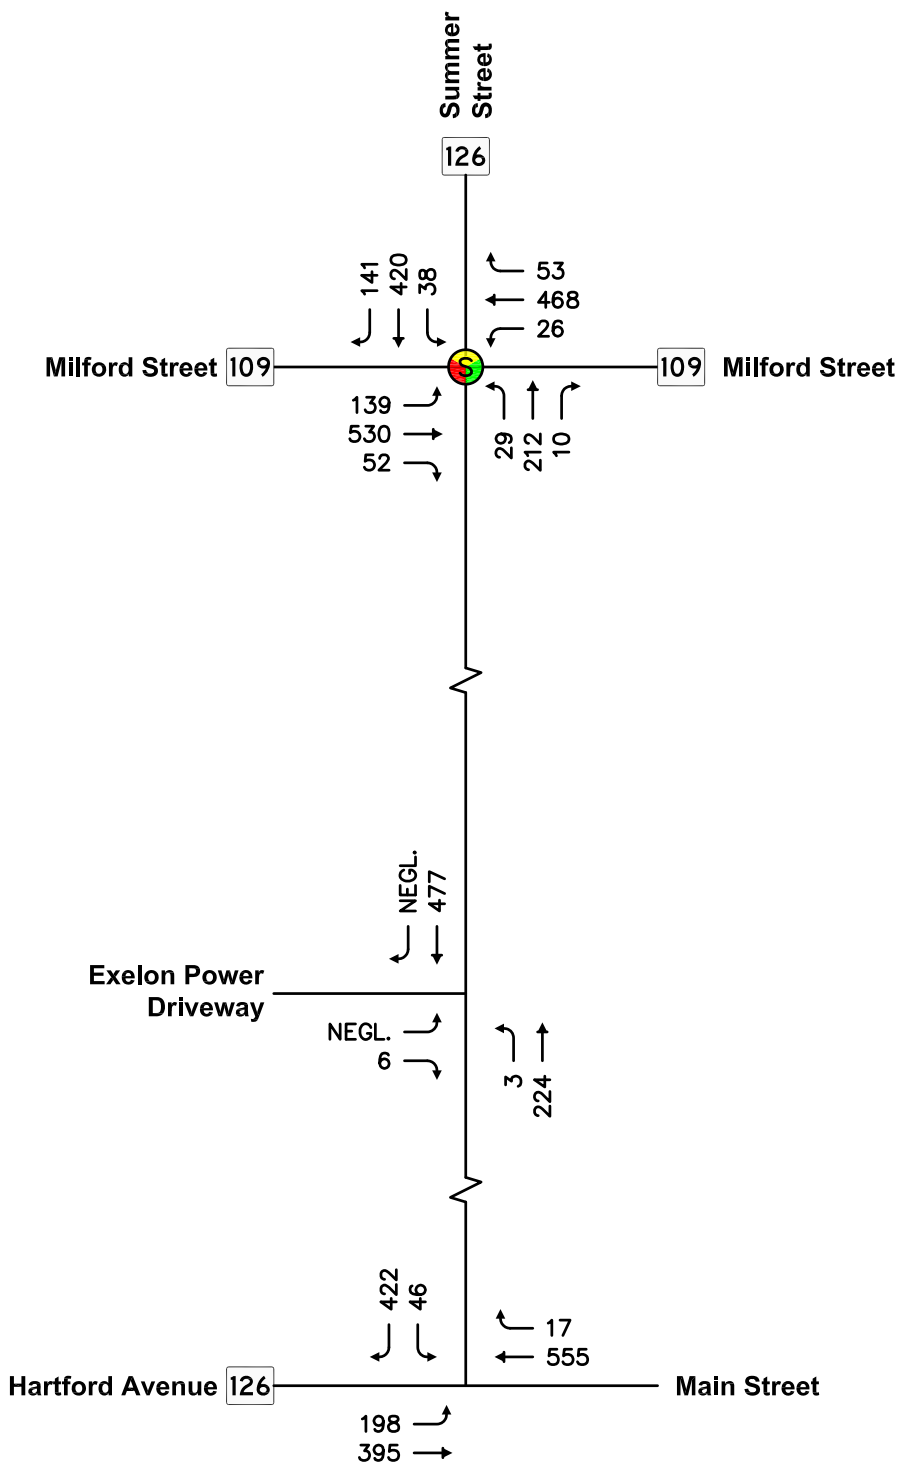 Summer
Street
126
141
420
38
53
468
26
Milford Street
109
S
109
Milford Street
139
530
52
29
212
10
NEGL.
477
Exelon Power
Driveway
NEGL.
6
3
224
422
46
17
555
Hartford Avenue
126
Main Street
198
395